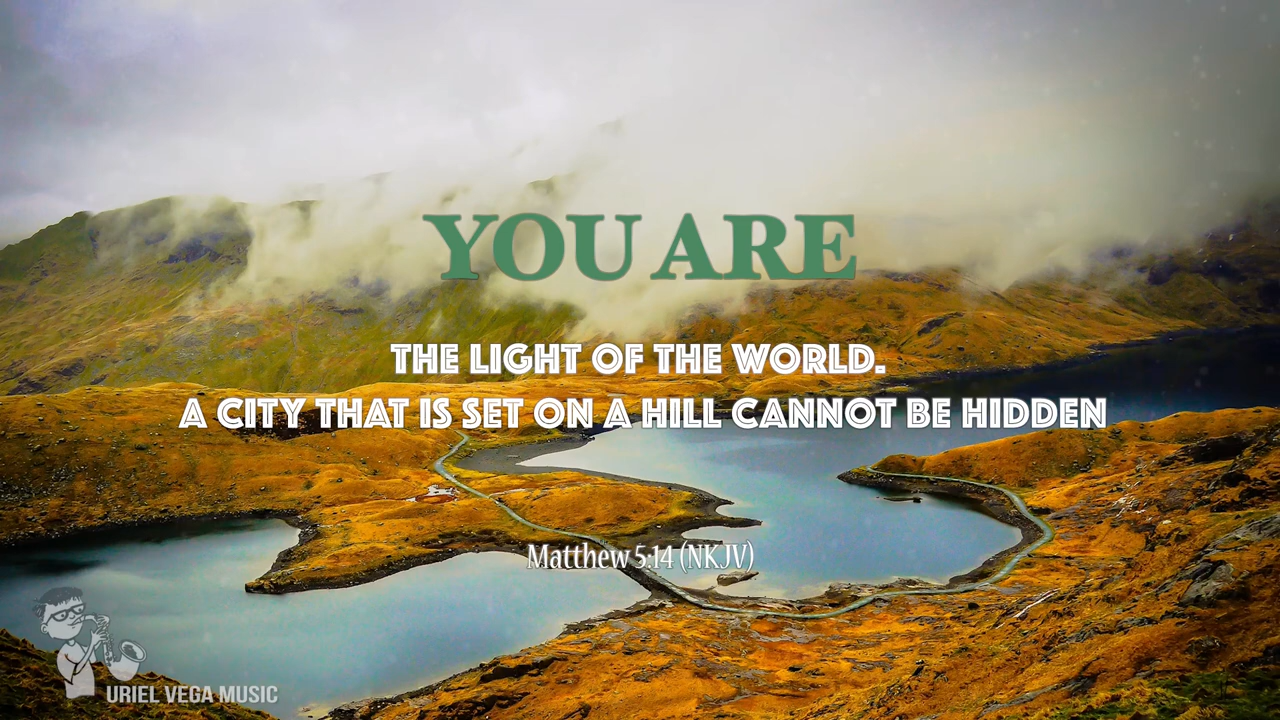 YOU ARE
THE LIGHT OF THE WORLD.
A CITY THAT IS SET ON A HILL CANNOT BE HIDDEN
Matthew 5:14 (NKJV)
URIEL VEGA MUSIC